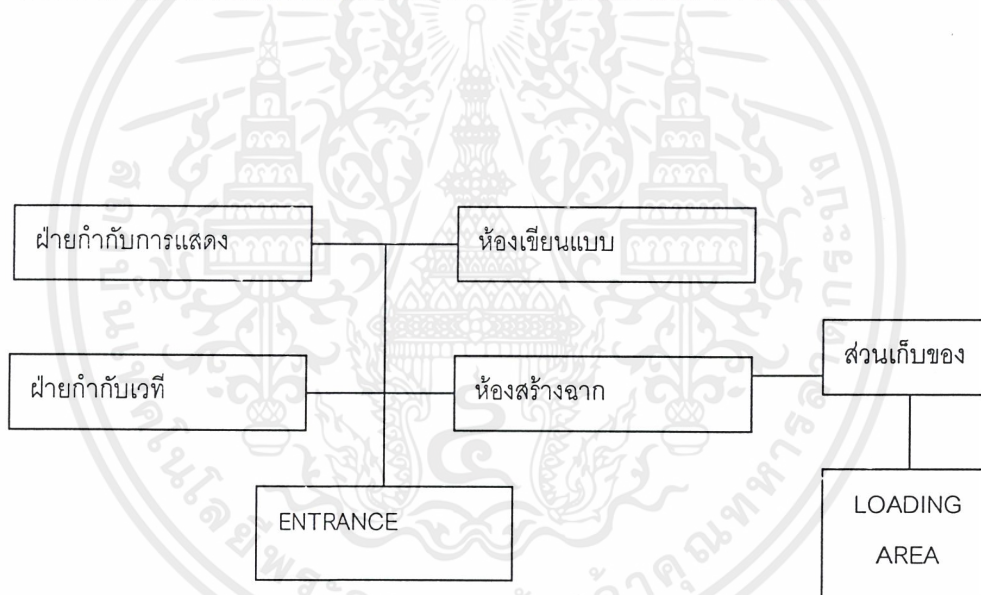 ฝ่ายกำกับการแสดง
ห้องเขียนแบบ
ฝ่ายกำกับเวที
ห้องสร้างฉาก
ส่วนเก็บของ
ENTRANCE
LOADING
AREA